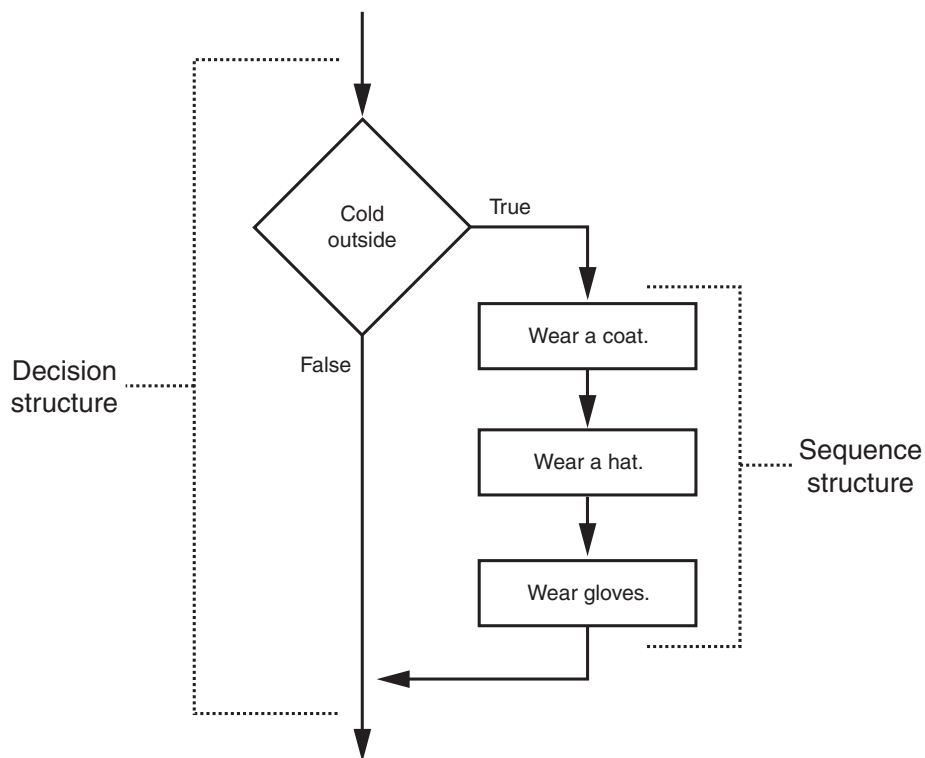 Cold
outside
True
Wear a coat.
False
Decision
structure
Wear a hat.
Sequence
structure
Wear gloves.